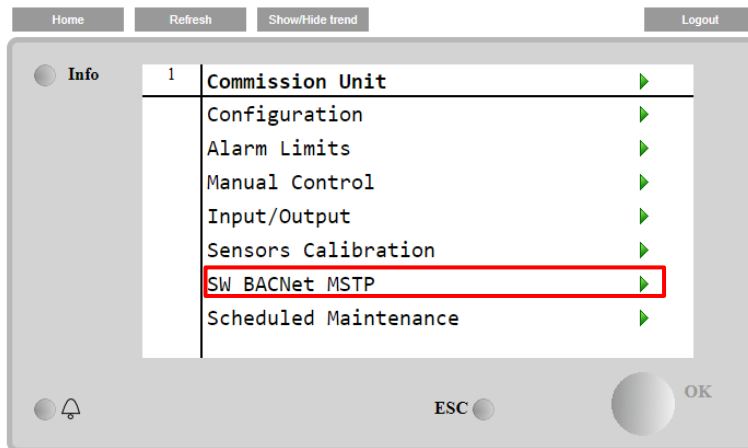 Home Refresh Show/Hide trend Logout
Info
1 Commission Unit
Configuration
Alarm Limits
Manual Control
Input/Output
Sensors Calibration
SW BACNet MSTP
Scheduled Maintenance
ESC OK